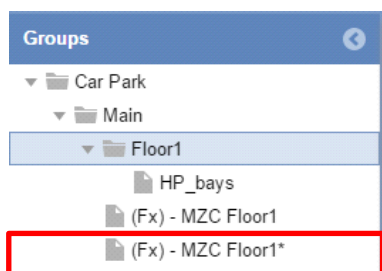 Groups
Car Park
Main
Floor1
HP_bays
(Fx) - MZC Floor1
(Fx) - MZC Floor1*